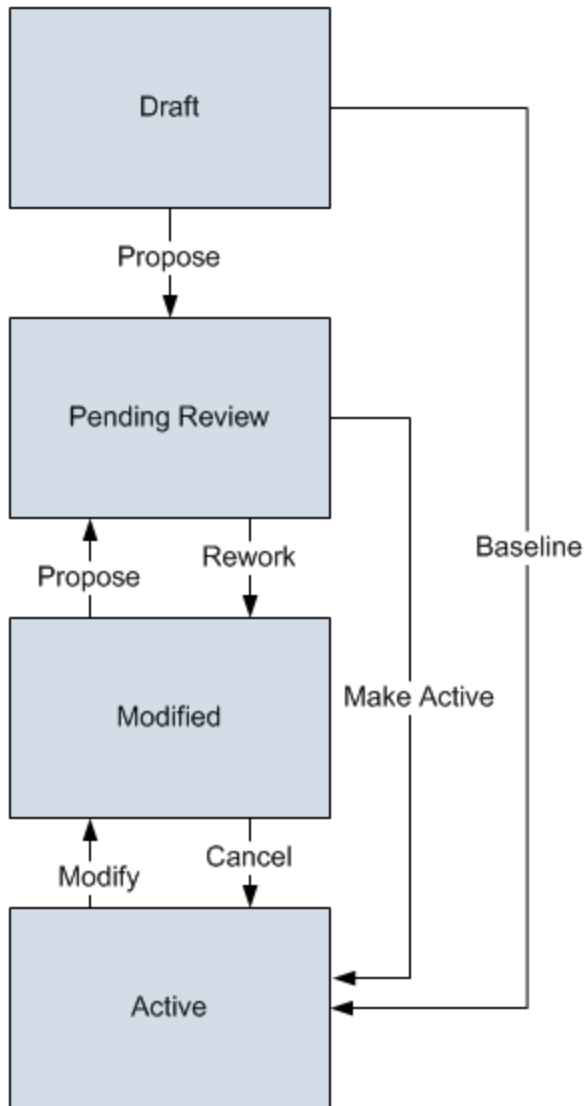 Draft
Propose
Pending Review
Rework
Baseline
Propose
Make Active
Modified
Cancel
Modify
Active